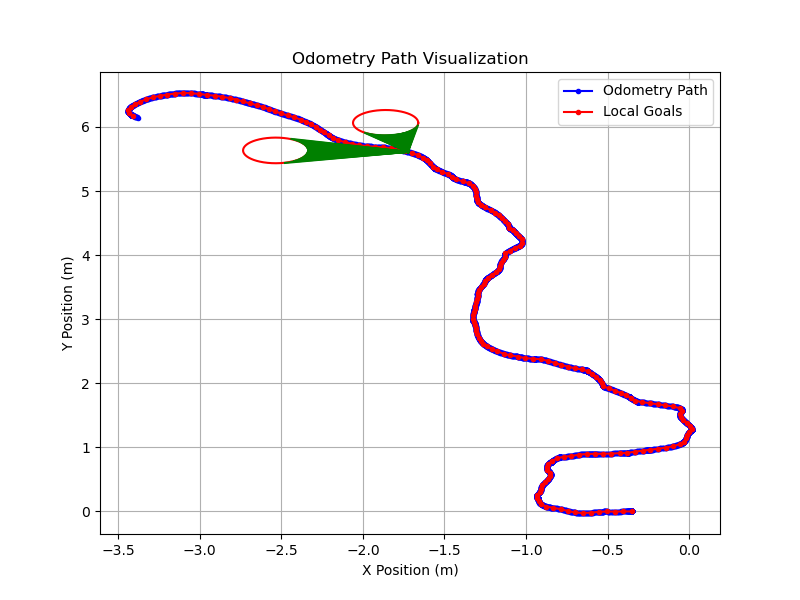 Odometry Path Visualization
Odometry Path
Local Goals
Y Position (m)
6
5
4
3
2
1
0
−3.5 −3.0 −2.5 −2.0 −1.5 −1.0 −0.5 0.0
X Position (m)